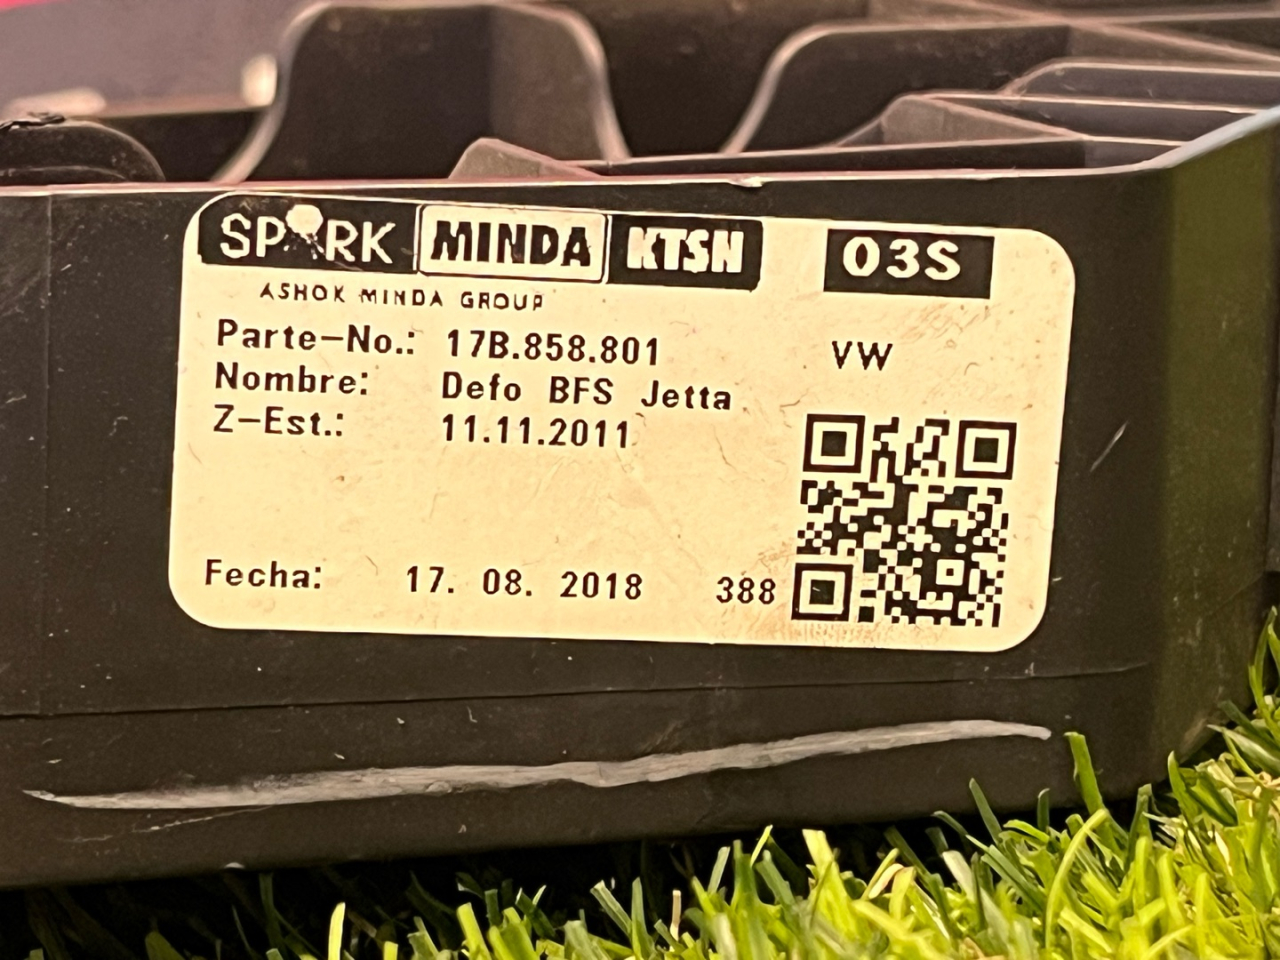 SPARK MINDA KTSN 03S
ASHOK MINDA GROUP
Parte-No.: 17B.858.801 VW
Nombre: Defo BFS Jetta
Z-Est.: 11.11.2011
Fecha: 17. 08. 2018 388